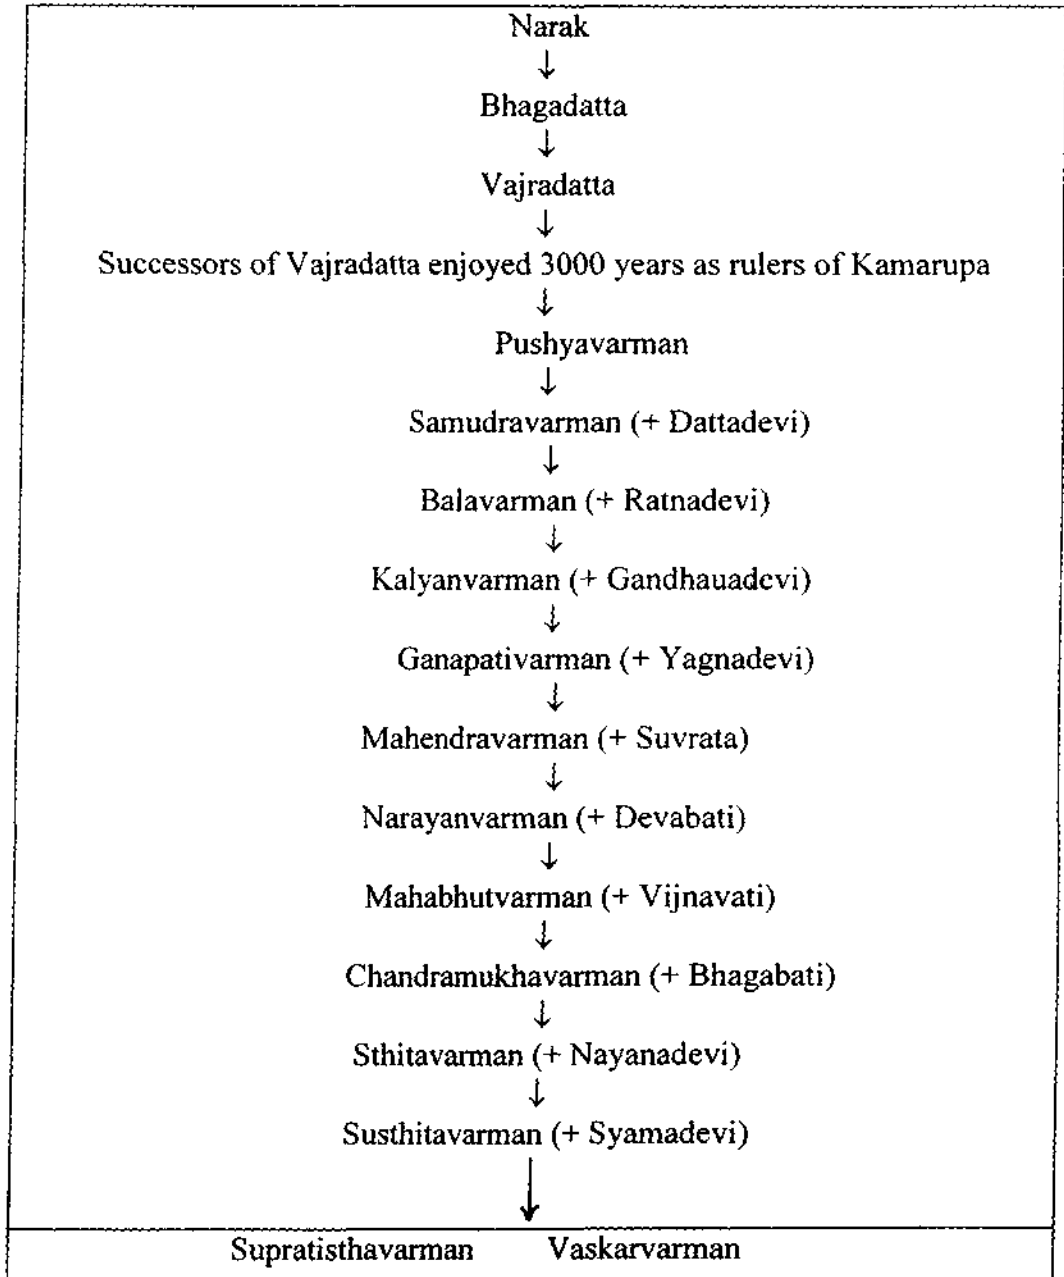 Narak
↓
Bhagadatta
↓
Vajradatta
↓
Successors of Vajradatta enjoyed 3000 years as rulers of Kamarupa
↓
Pushyavarman
↓
Samudravarman (+ Dattadevi)
↓
Balavarman (+ Ratnadevi)
↓
Kalyanvarman (+ Gandhauadevi)
↓
Ganapativarman (+ Yagnadevi)
↓
Mahendravarman (+ Suvrata)
↓
Narayanvarman (+ Devabati)
↓
Mahabhutvarman (+ Vijnavati)
↓
Chandramukhavarman (+ Bhagabati)
↓
Sthitavarman (+ Nayanadevi)
↓
Susthitavarman (+ Syamadevi)
↓
Supratisthavarman Vaskarvarman